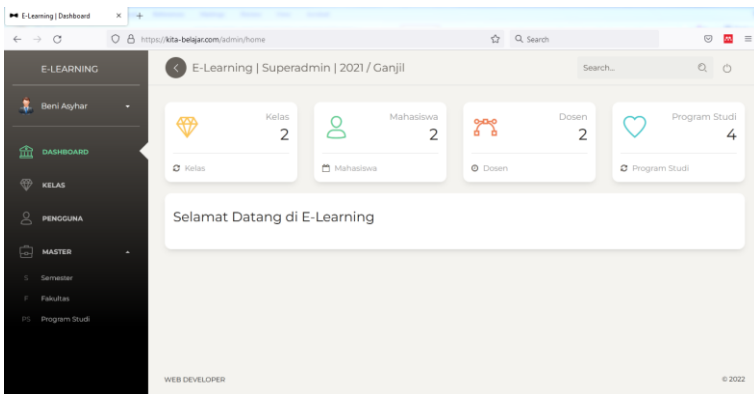 E-Learning | Dashboard
https://kita-belajar.com/admin/home
Search
E-LEARNING
E-Learning | Superadmin | 2021 / Ganjil
Search...
Beni Asyhar
Kelas
2
Kelas
Mahasiswa
2
Mahasiswa
Dosen
2
Dosen
Program Studi
4
Program Studi
DASHBOARD
KELAS
PENGGUNA
MASTER
S Semester
F Fakultas
PS Program Studi
Selamat Datang di E-Learning
WEB DEVELOPER
© 2022